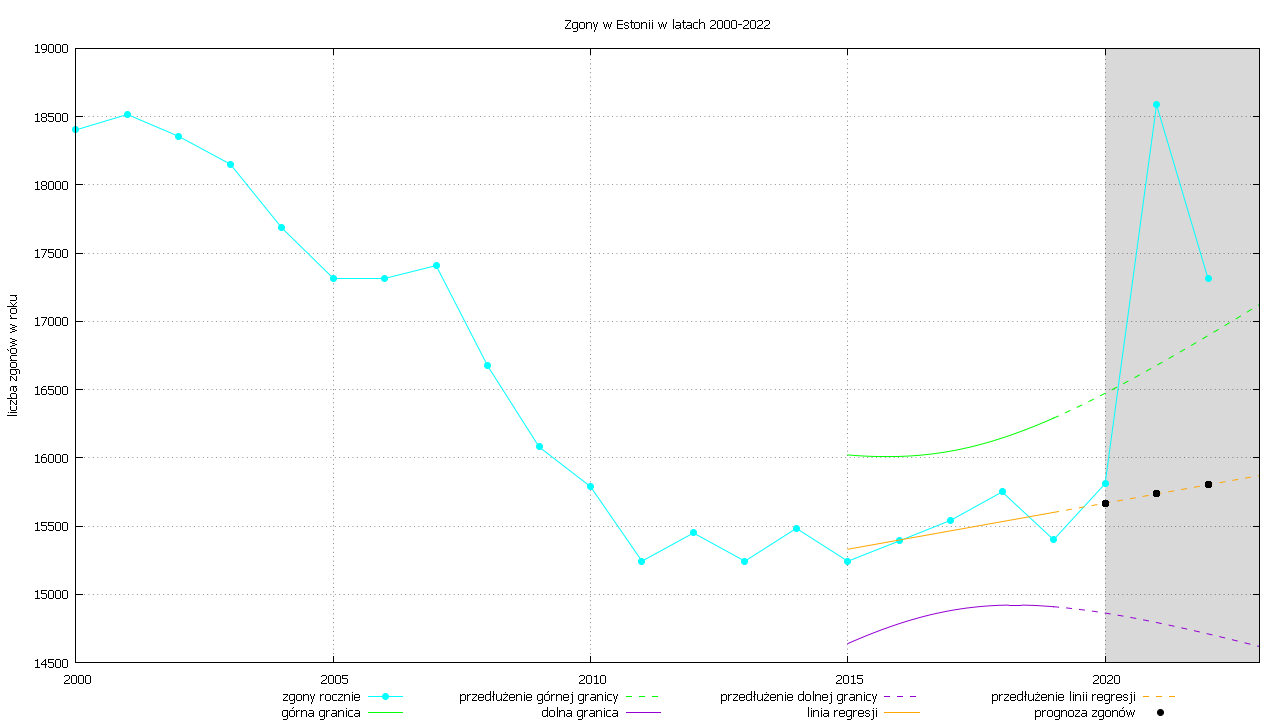 Zgony w Estonii w latach 2000-2022
19000
18500
18000
17500
17000
16500
16000
15500
15000
14500
liczba zgonów w roku
2000 2005 2010 2015 2020
zgony rocznie przedłużenie górnej granicy przedłużenie dolnej granicy przedłużenie linii regresji
górna granica dolna granica linia regresji prognoza zgonów